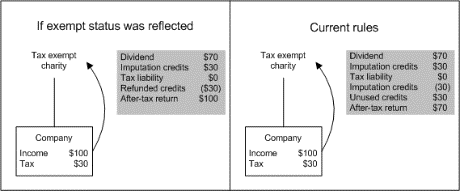 If exempt status was reflected
Tax exempt
charity
Dividend $70
Imputation credits $30
Tax liability $0
Refunded credits ($30)
After-tax return $100
Company
Income $100
Tax $30
Current rules
Tax exempt
charity
Dividend $70
Imputation credits $30
Tax liability $0
Imputation credits (30)
Unused credits $30
After-tax return $70
Company
Income $100
Tax $30